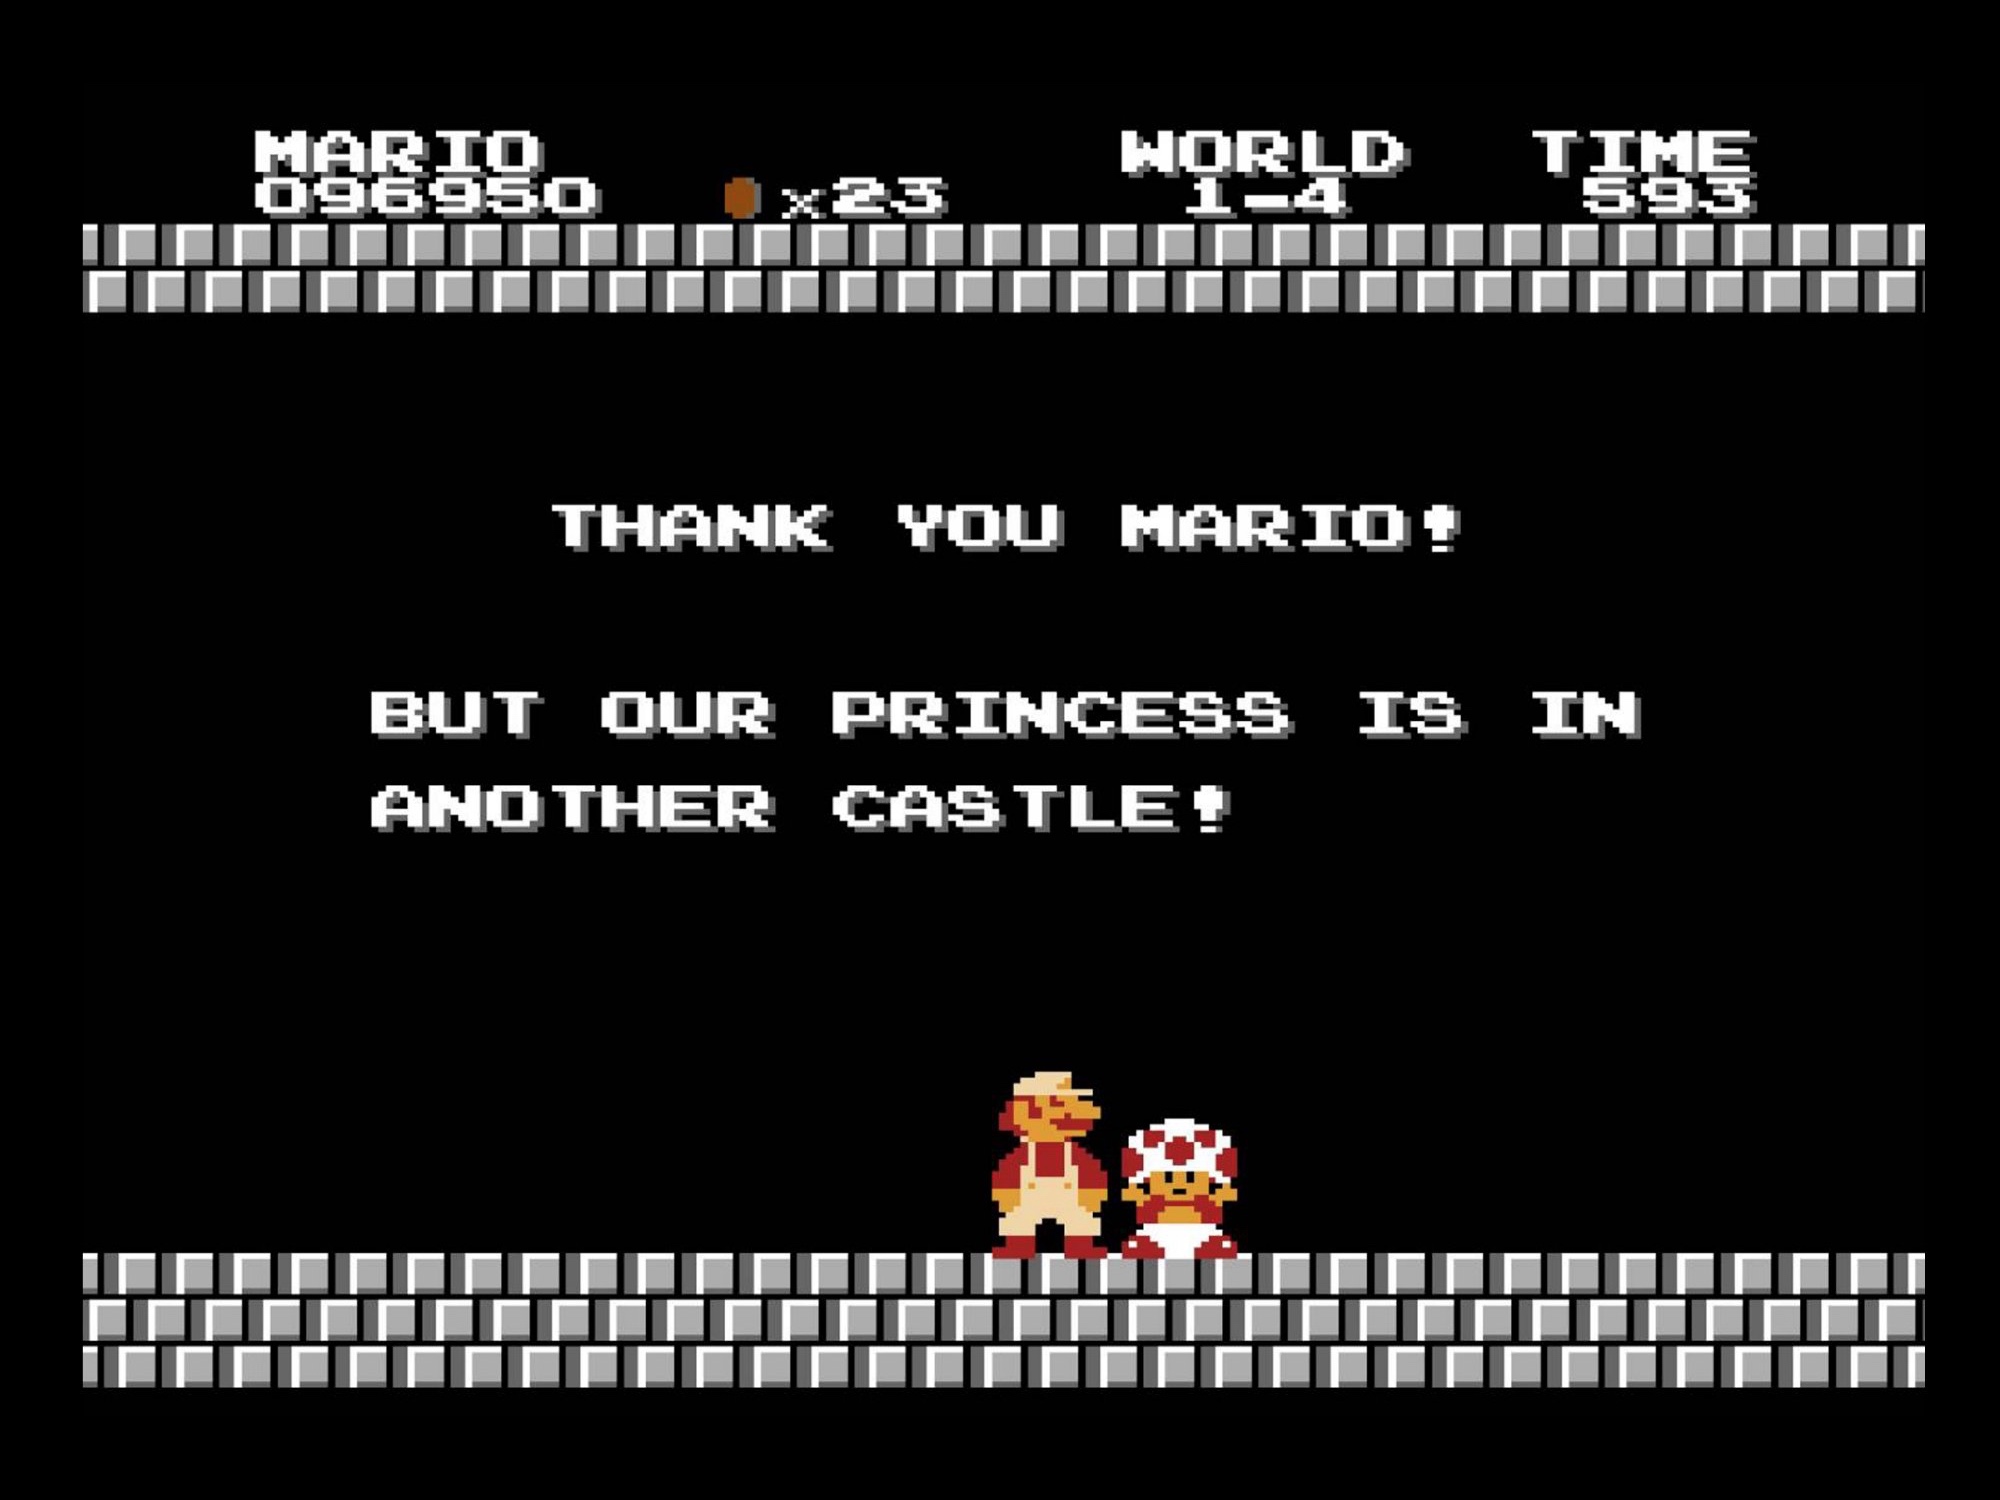 MARIO WORLD TIME
096950 x23 1-4 593
THANK YOU MARIO!
BUT OUR PRINCESS IS IN
ANOTHER CASTLE!